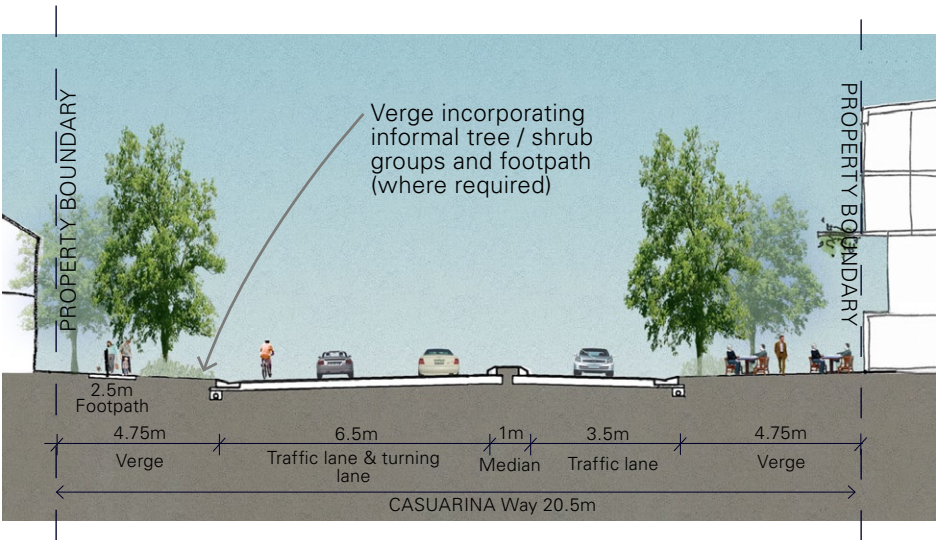 PROPERTY BOUNDARY
Verge incorporating
informal tree / shrub
groups and footpath
(where required)
PROPERTY BOUNDARY
2.5m
Footpath
4.75m
6.5m
1m
3.5m
4.75m
Verge
Traffic lane & turning
lane
Median
Traffic lane
Verge
CASUARINA Way 20.5m